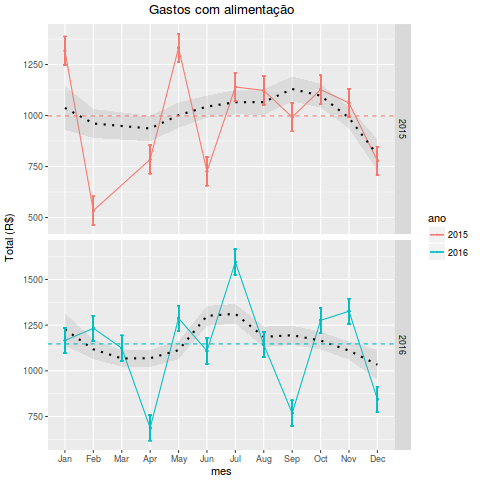 Gastos com alimentação
Total (R$)
1250
1000
750
500
2015
1500
1250
1000
750
2016
Jan Feb Mar Apr May Jun Jul Aug Sep Oct Nov Dec
mes
ano
2015
2016